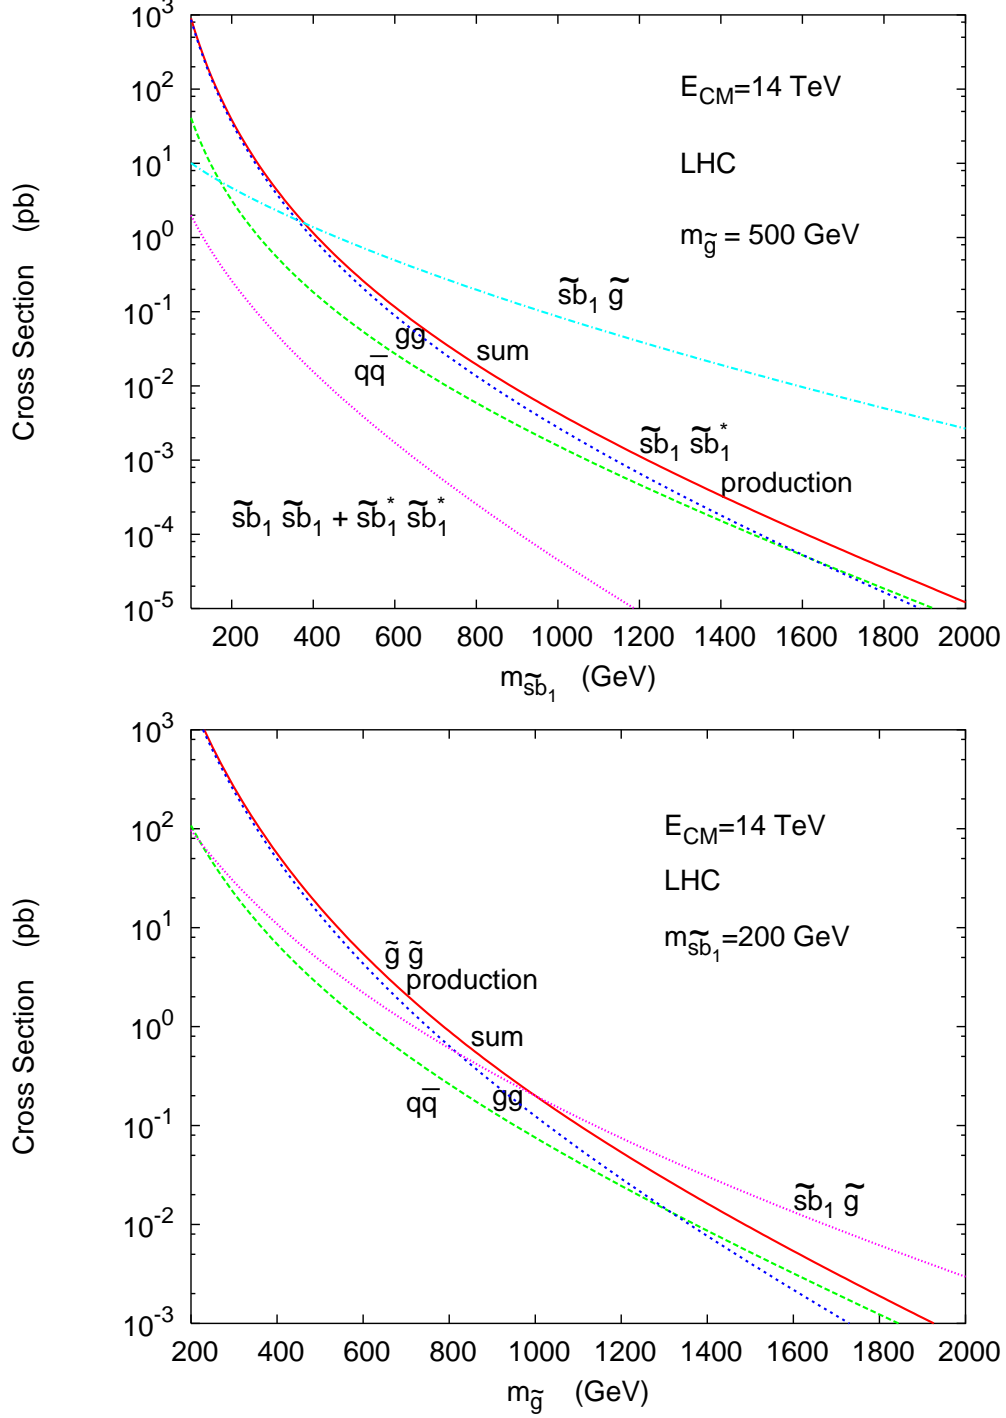 10^3
10^2
10^1
10^0
10^-1
10^-2
10^-3
10^-4
10^-5
Cross Section (pb)
E_CM=14 TeV
LHC
m_g̃ = 500 GeV
s͂b_1 g̃
gg
sum
qq̅
s͂b_1 s͂b_1^*
production
s͂b_1 s͂b_1 + s͂b_1^* s͂b_1^*
200 400 600 800 1000 1200 1400 1600 1800 2000
m_s͂b_1 (GeV)
10^3
10^2
10^1
10^0
10^-1
10^-2
10^-3
Cross Section (pb)
E_CM=14 TeV
LHC
m_s͂b_1=200 GeV
g̃ g̃
production
sum
qq̅
gg
s͂b_1 g̃
200 400 600 800 1000 1200 1400 1600 1800 2000
m_g̃ (GeV)